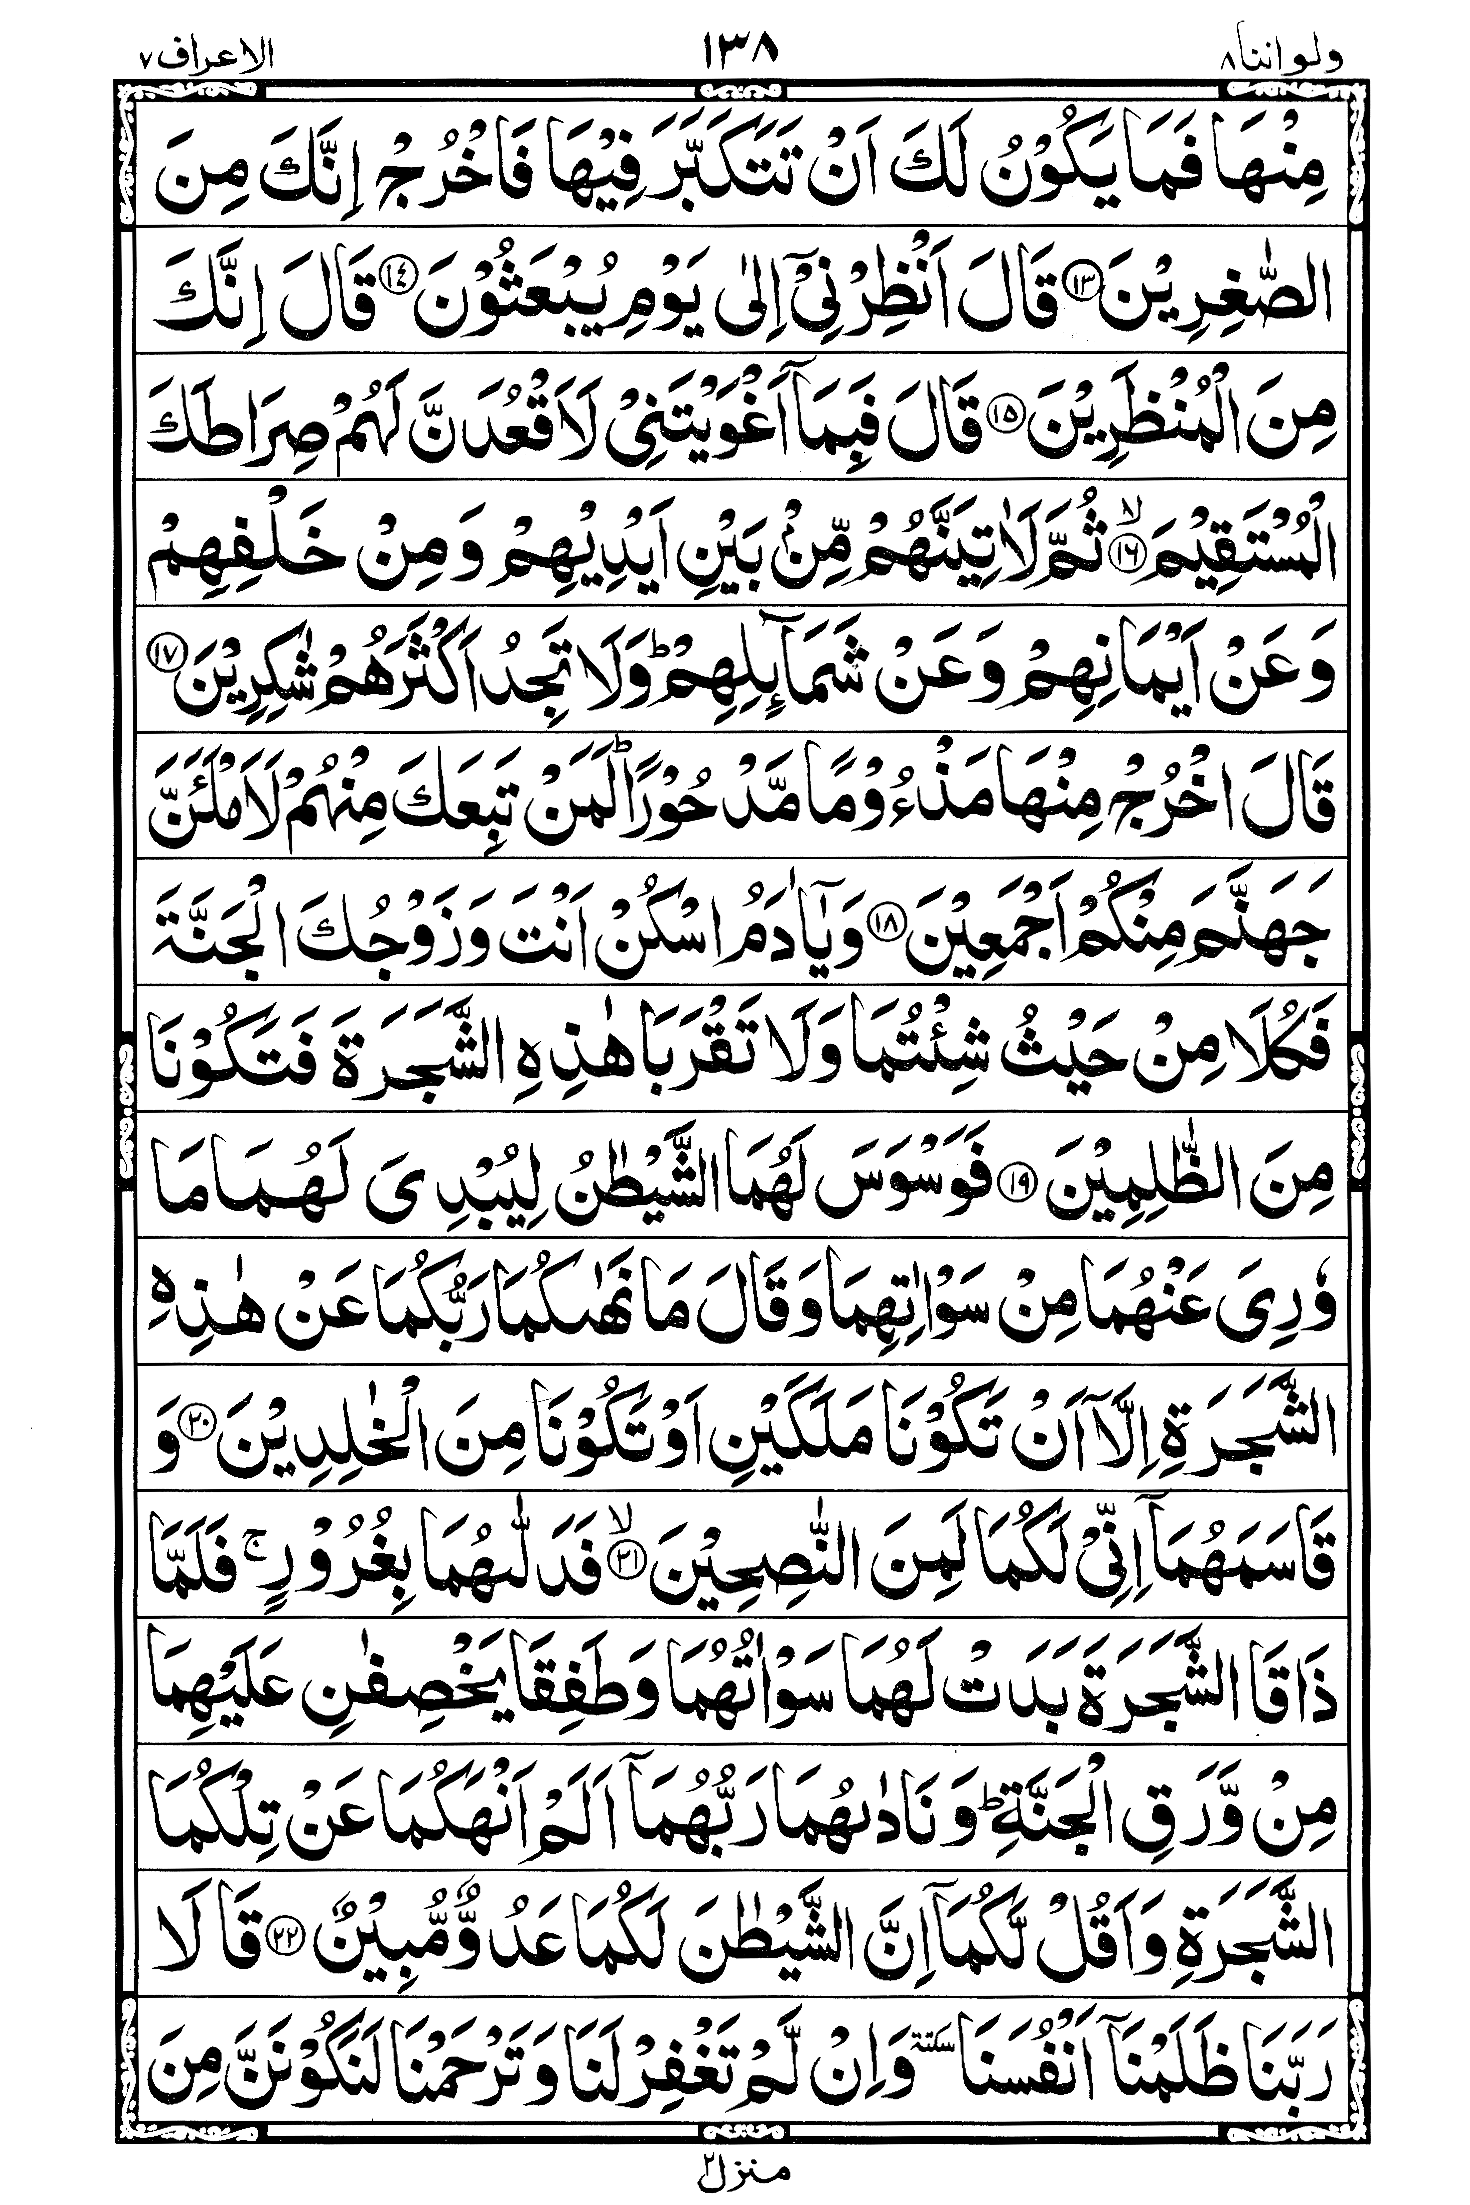 ولو اننا ٨ ١٣٨ الاعراف ٧
مِنْهَا فَمَا يَكُوْنُ لَكَ اَنْ تَتَكَبَّرَ فِيْهَا فَاخْرُجْ اِنَّكَ مِنَ
الصّٰغِرِيْنَ ﴿١٣﴾ قَالَ اَنْظِرْنِيْۤ اِلٰى يَوْمِ يُبْعَثُوْنَ ﴿١٤﴾ قَالَ اِنَّكَ
مِنَ الْمُنْظَرِيْنَ ﴿١٥﴾ قَالَ فَبِمَاۤ اَغْوَيْتَنِيْ لَاَقْعُدَنَّ لَهُمْ صِرَاطَكَ
الْمُسْتَقِيْمَ ﴿١٦﴾ۙ ثُمَّ لَاٰتِيَنَّهُمْ مِّنْۢ بَيْنِ اَيْدِيْهِمْ وَمِنْ خَلْفِهِمْ
وَعَنْ اَيْمَانِهِمْ وَعَنْ شَمَآئِلِهِمْؕ وَلَا تَجِدُ اَكْثَرَهُمْ شٰكِرِيْنَ ﴿١٧﴾
قَالَ اخْرُجْ مِنْهَا مَذْءُوْمًا مَّدْحُوْرًاؕ لَمَنْ تَبِعَكَ مِنْهُمْ لَاَمْلَئَنَّ
جَهَنَّمَ مِنْكُمْ اَجْمَعِيْنَ ﴿١٨﴾ وَيٰۤاٰدَمُ اسْكُنْ اَنْتَ وَزَوْجُكَ الْجَنَّةَ
فَكُلَا مِنْ حَيْثُ شِئْتُمَا وَلَا تَقْرَبَا هٰذِهِ الشَّجَرَةَ فَتَكُوْنَا
مِنَ الظّٰلِمِيْنَ ﴿١٩﴾ فَوَسْوَسَ لَهُمَا الشَّيْطٰنُ لِيُبْدِيَ لَهُمَا مَا
وٗرِيَ عَنْهُمَا مِنْ سَوْاٰتِهِمَا وَقَالَ مَا نَهٰىكُمَا رَبُّكُمَا عَنْ هٰذِهِ
الشَّجَرَةِ اِلَّاۤ اَنْ تَكُوْنَا مَلَكَيْنِ اَوْ تَكُوْنَا مِنَ الْخٰلِدِيْنَ ﴿٢٠﴾ وَ
قَاسَمَهُمَاۤ اِنِّيْ لَكُمَا لَمِنَ النّٰصِحِيْنَ ﴿٢١﴾ۙ فَدَلّٰىهُمَا بِغُرُوْرٍۚ فَلَمَّا
ذَاقَا الشَّجَرَةَ بَدَتْ لَهُمَا سَوْاٰتُهُمَا وَطَفِقَا يَخْصِفٰنِ عَلَيْهِمَا
مِنْ وَّرَقِ الْجَنَّةِؕ وَنَادٰىهُمَا رَبُّهُمَاۤ اَلَمْ اَنْهَكُمَا عَنْ تِلْكُمَا
الشَّجَرَةِ وَاَقُلْ لَّكُمَاۤ اِنَّ الشَّيْطٰنَ لَكُمَا عَدُوٌّ مُّبِيْنٌ ﴿٢٢﴾ قَالَا
رَبَّنَا ظَلَمْنَاۤ اَنْفُسَنَا سكتة وَاِنْ لَّمْ تَغْفِرْ لَنَا وَتَرْحَمْنَا لَنَكُوْنَنَّ مِنَ
منزل ٢